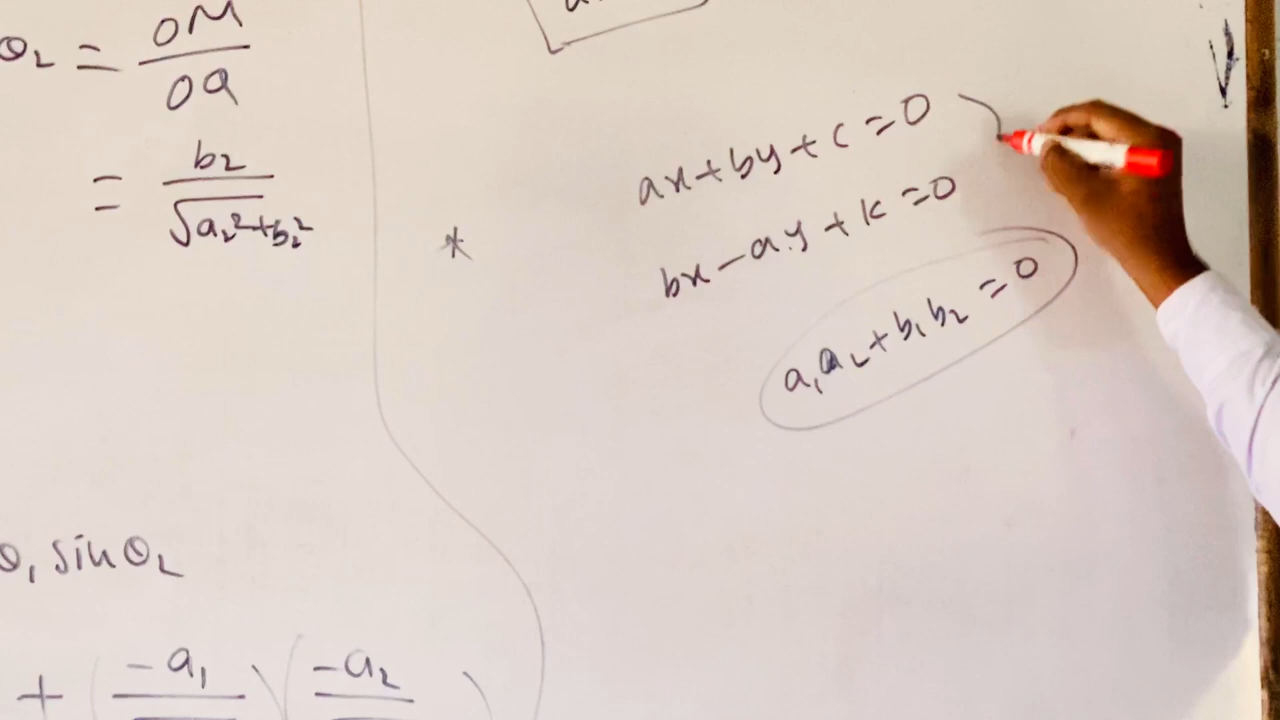 θ₂ = OM/OQ
= b₂/√a₂²+b₂²
θ₁ sinθ₂
+ (-a₁) (-a₂)
ax+by+c=0
* bx-ay+k=0
a₁a₂+b₁b₂=0